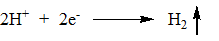 2H⁺ + 2e⁻ ⟶ H₂ ↑